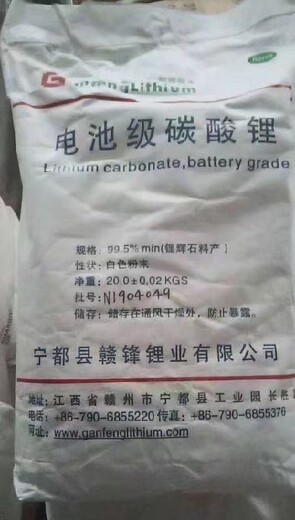 GanfengLithium
电池级碳酸锂
Lithium carbonate, battery grade
规格: 99.5% min(锂辉石料产)
性状: 白色粉末
净重: 20.0±0.02KGS
批号: N1904049
储存: 储存在通风干燥处, 防止暴露。
宁都县赣锋锂业有限公司
地址: 江西省赣州市宁都县工业园长胜
电话: +86-790-6855220 传真: +86-790-6855376
网址: www.ganfenglithium.com